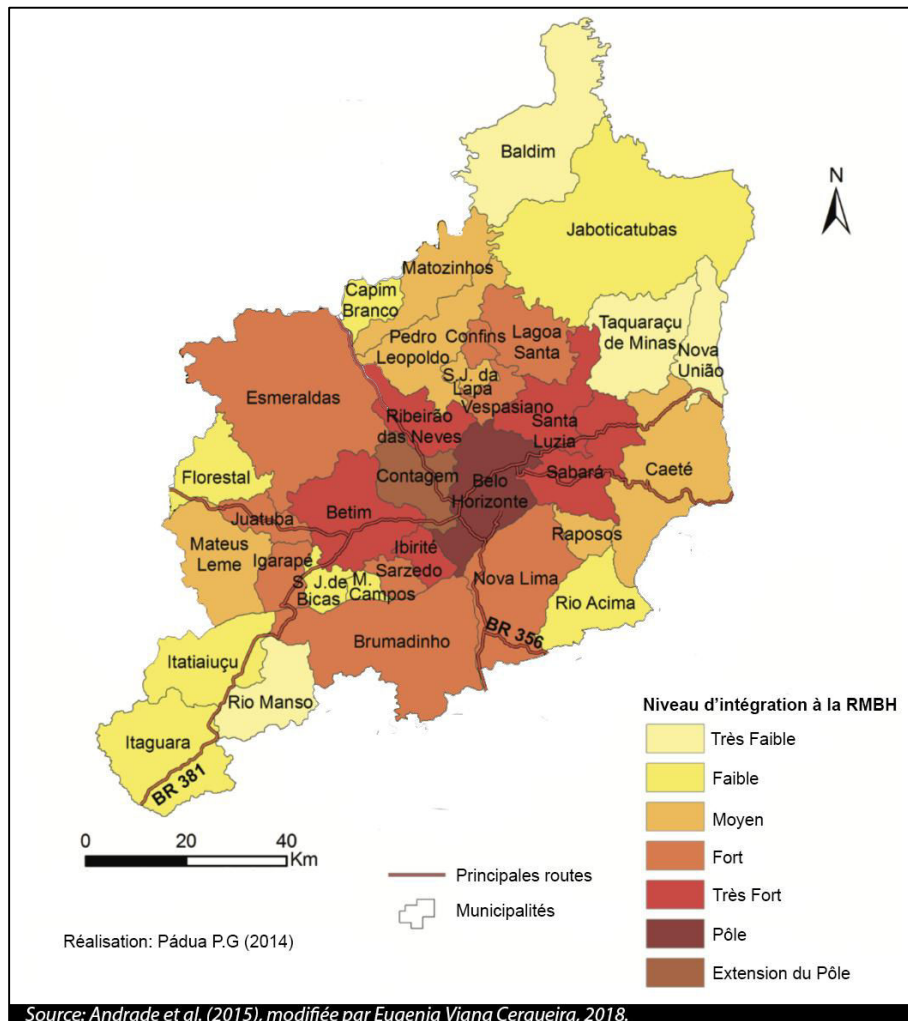 Baldim
N
Jaboticatubas
Matozinhos
Capim
Branco
Taquaraçu
de Minas
Nova
União
Pedro
Leopoldo
Confins
Lagoa
Santa
S.J. da
Lapa
Vespasiano
Esmeraldas
Ribeirão
das Neves
Santa
Luzia
Florestal
Contagem
Belo
Horizonte
Sabará
Caeté
Juatuba
Betim
Mateus
Leme
Igarapé
Ibirité
Raposos
S. J.de
Bicas
M.
Campos
Sarzedo
Nova Lima
Rio Acima
Brumadinho
BR 356
Itatiaiuçu
Rio Manso
Itaguara
BR 381
Niveau d'intégration à la RMBH
Très Faible
Faible
Moyen
Fort
Très Fort
Pôle
Extension du Pôle
0 20 40
Km
Principales routes
Municipalités
Réalisation: Pádua P.G (2014)
Source: Andrade et al. (2015), modifiée par Eugenia Viana Cerqueira, 2018.